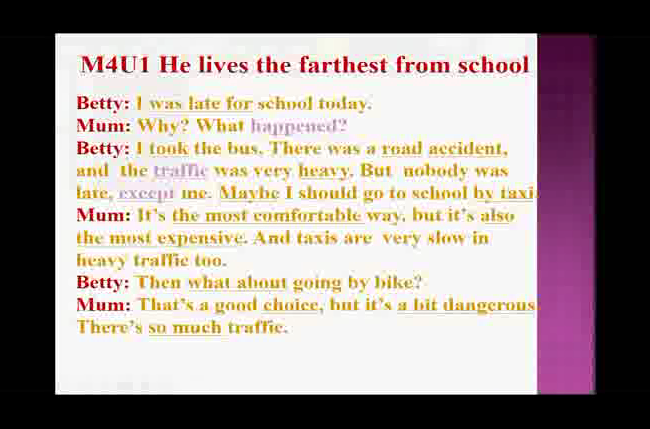 M4U1 He lives the farthest from school
Betty: I was late for school today.
Mum: Why? What happened?
Betty: I took the bus. There was a road accident,
and the traffic was very heavy. But nobody was
late, except me. Maybe I should go to school by taxi
Mum: It's the most comfortable way, but it's also
the most expensive. And taxis are very slow in
heavy traffic too.
Betty: Then what about going by bike?
Mum: That's a good choice, but it's a bit dangerous
There's so much traffic.